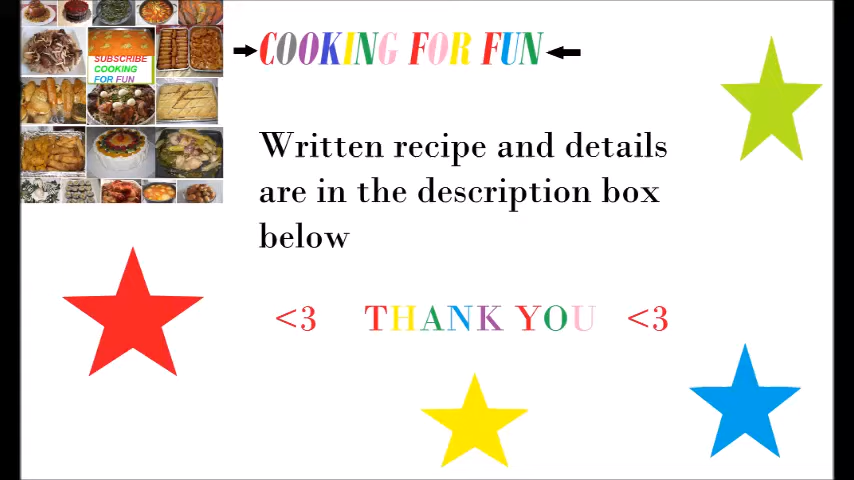 COOKING FOR FUN
SUBSCRIBE
COOKING
FOR FUN
Written recipe and details
are in the description box
below
<3 THANK YOU <3